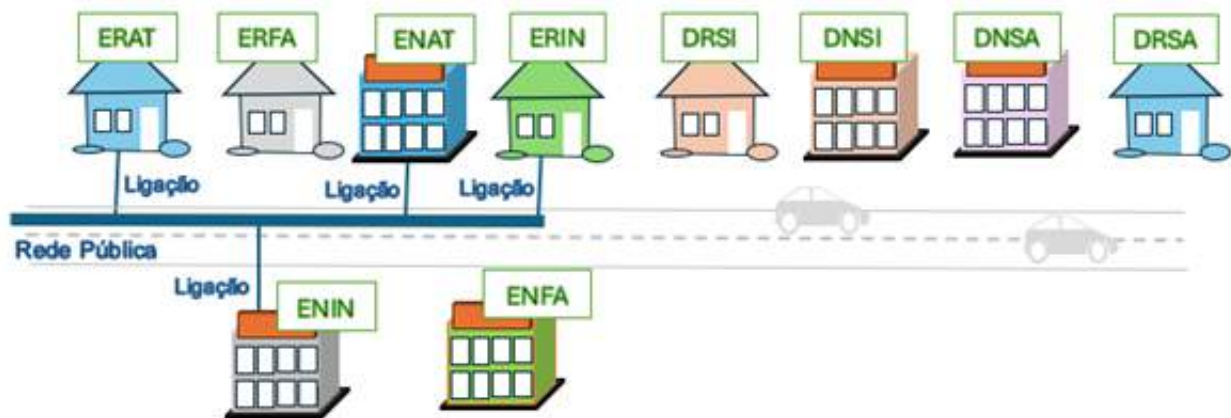 ERAT
ERFA
ENAT
ERIN
DRSI
DNSI
DNSA
DRSA
Ligação
Ligação
Ligação
Rede Pública
Ligação
ENIN
ENFA